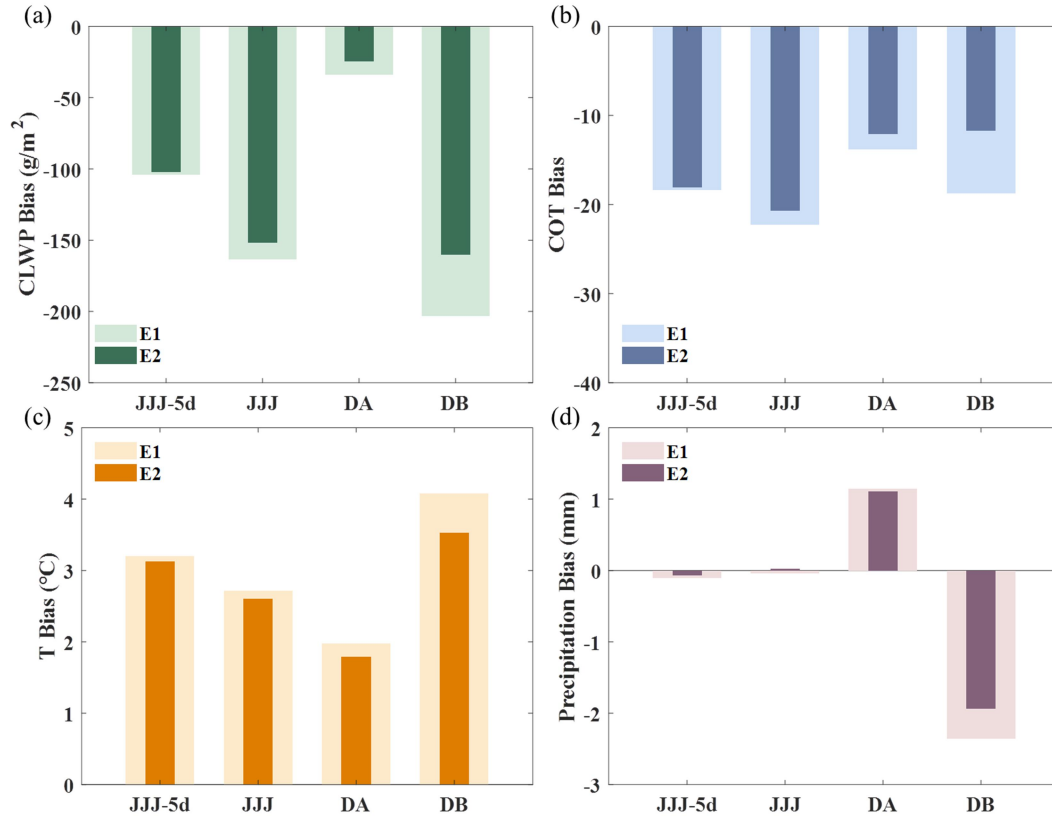 (a)
CLWP Bias (g/m²)
0
-50
-100
-150
-200
-250
E1
E2
JJJ-5d JJJ DA DB
(b)
COT Bias
0
-10
-20
-30
-40
E1
E2
JJJ-5d JJJ DA DB
(c)
T Bias (°C)
5
4
3
2
1
0
E1
E2
JJJ-5d JJJ DA DB
(d)
Precipitation Bias (mm)
2
1
0
-1
-2
-3
E1
E2
JJJ-5d JJJ DA DB